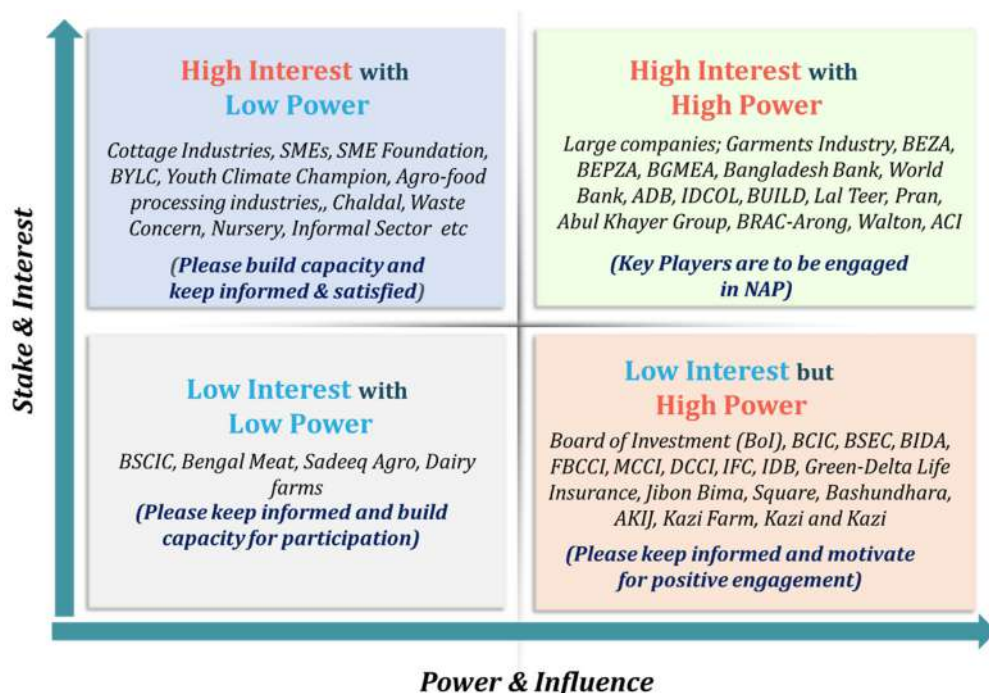 High Interest with
Low Power
Cottage Industries, SMEs, SME Foundation,
BYLC, Youth Climate Champion, Agro-food
processing industries,, Chaldal, Waste
Concern, Nursery, Informal Sector etc
(Please build capacity and
keep informed & satisfied)
High Interest with
High Power
Large companies; Garments Industry, BEZA,
BEPZA, BGMEA, Bangladesh Bank, World
Bank, ADB, IDCOL, BUILD, Lal Teer, Pran,
Abul Khayer Group, BRAC-Arong, Walton, ACI
(Key Players are to be engaged
in NAP)
Stake & Interest
Low Interest with
Low Power
BSCIC, Bengal Meat, Sadeeq Agro, Dairy
farms
(Please keep informed and build
capacity for participation)
Low Interest but
High Power
Board of Investment (BoI), BCIC, BSEC, BIDA,
FBCCI, MCCI, DCCI, IFC, IDB, Green-Delta Life
Insurance, Jibon Bima, Square, Bashundhara,
AKIJ, Kazi Farm, Kazi and Kazi
(Please keep informed and motivate
for positive engagement)
Power & Influence